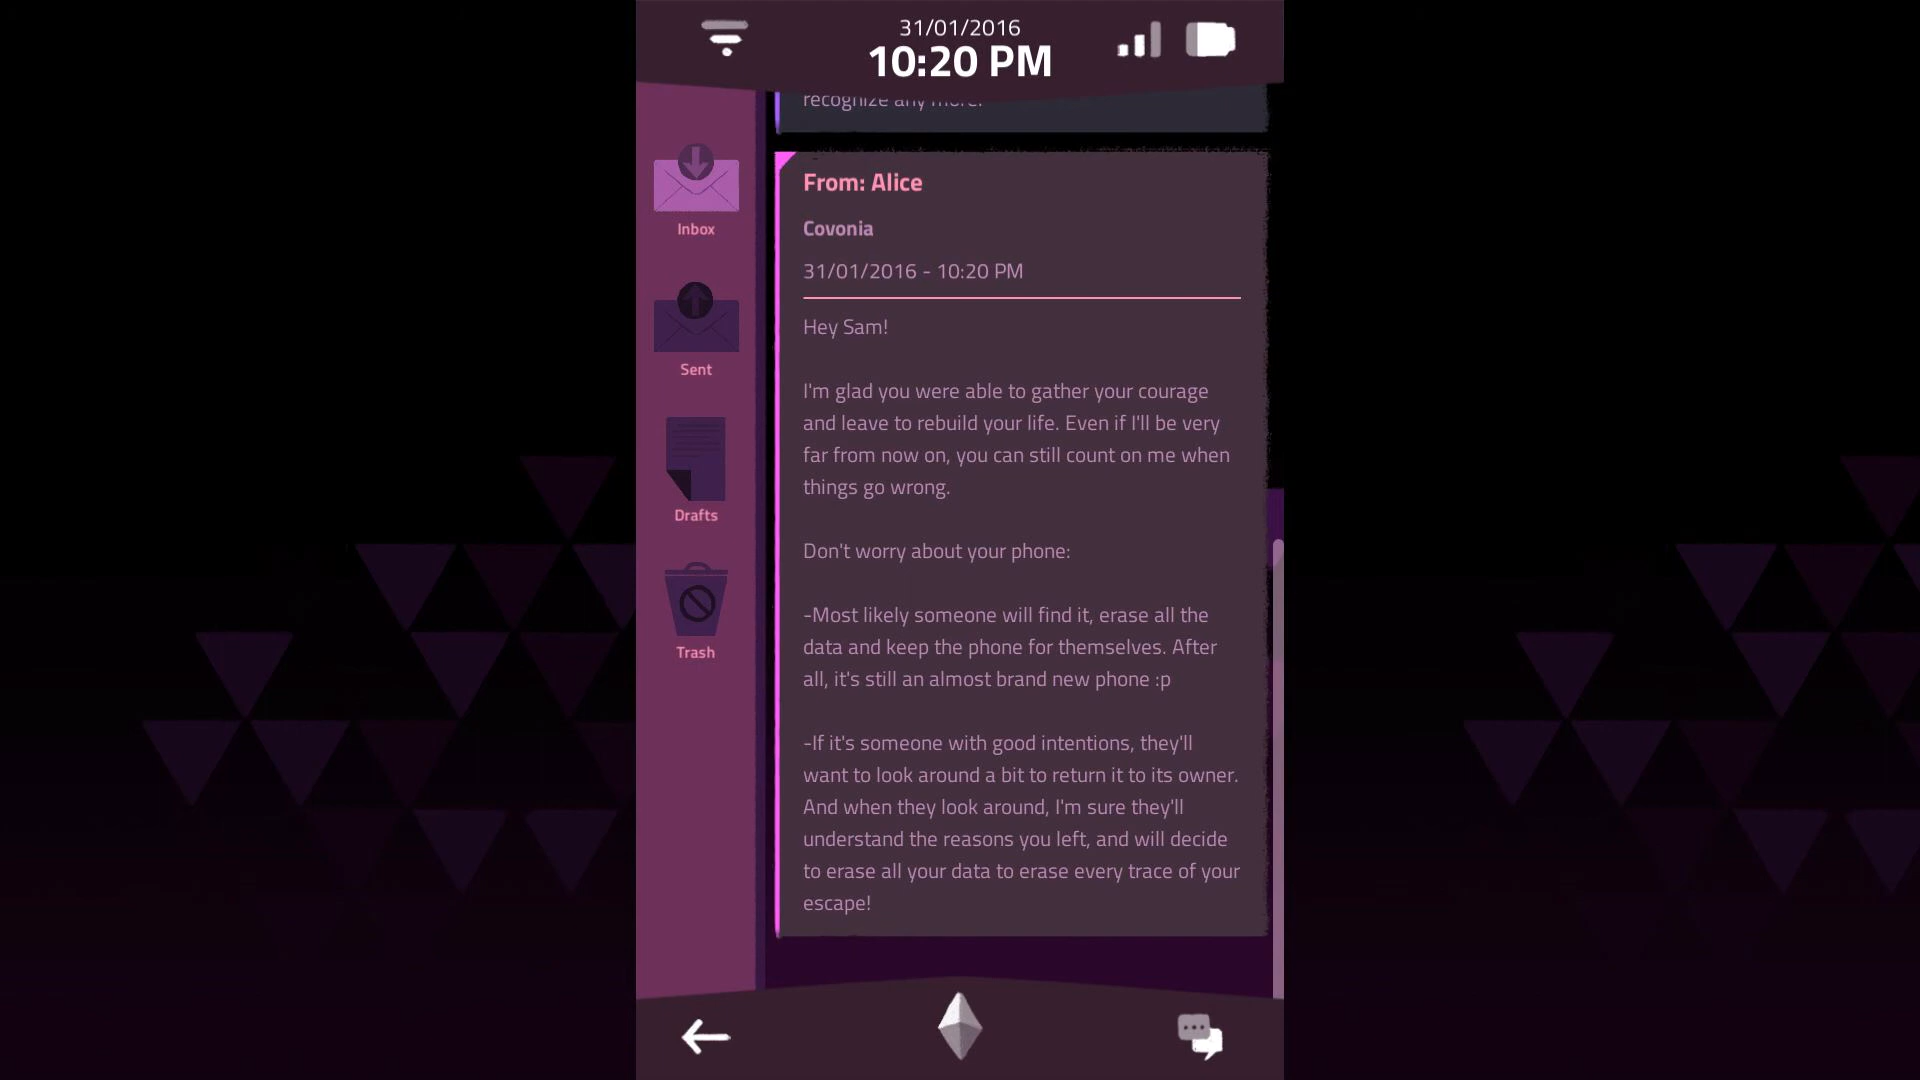 31/01/2016
10:20 PM
recognize any more.
From: Alice
Covonia
31/01/2016 - 10:20 PM
Hey Sam!
I'm glad you were able to gather your courage
and leave to rebuild your life. Even if I'll be very
far from now on, you can still count on me when
things go wrong.
Don't worry about your phone:
-Most likely someone will find it, erase all the
data and keep the phone for themselves. After
all, it's still an almost brand new phone :p
-If it's someone with good intentions, they'll
want to look around a bit to return it to its owner.
And when they look around, I'm sure they'll
understand the reasons you left, and will decide
to erase all your data to erase every trace of your
escape!
Inbox
Sent
Drafts
Trash